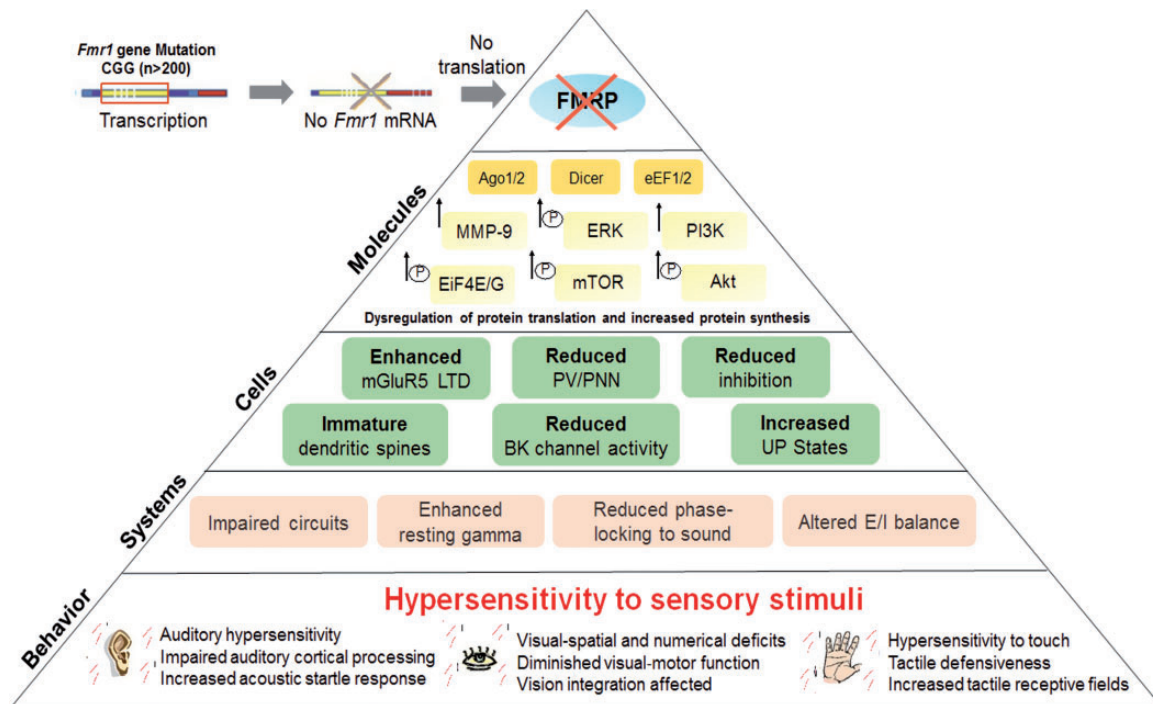 Fmr1 gene Mutation
CGG (n>200)
Transcription
No Fmr1 mRNA
No
translation
FMRP
Molecules
Ago1/2
Dicer
eEF1/2
MMP-9
P
ERK
PI3K
P
EiF4E/G
P
mTOR
P
Akt
Dysregulation of protein translation and increased protein synthesis
Cells
Enhanced
mGluR5 LTD
Reduced
PV/PNN
Reduced
inhibition
Immature
dendritic spines
Reduced
BK channel activity
Increased
UP States
Systems
Impaired circuits
Enhanced
resting gamma
Reduced phase-
locking to sound
Altered E/I balance
Behavior
Hypersensitivity to sensory stimuli
Auditory hypersensitivity
Impaired auditory cortical processing
Increased acoustic startle response
Visual-spatial and numerical deficits
Diminished visual-motor function
Vision integration affected
Hypersensitivity to touch
Tactile defensiveness
Increased tactile receptive fields